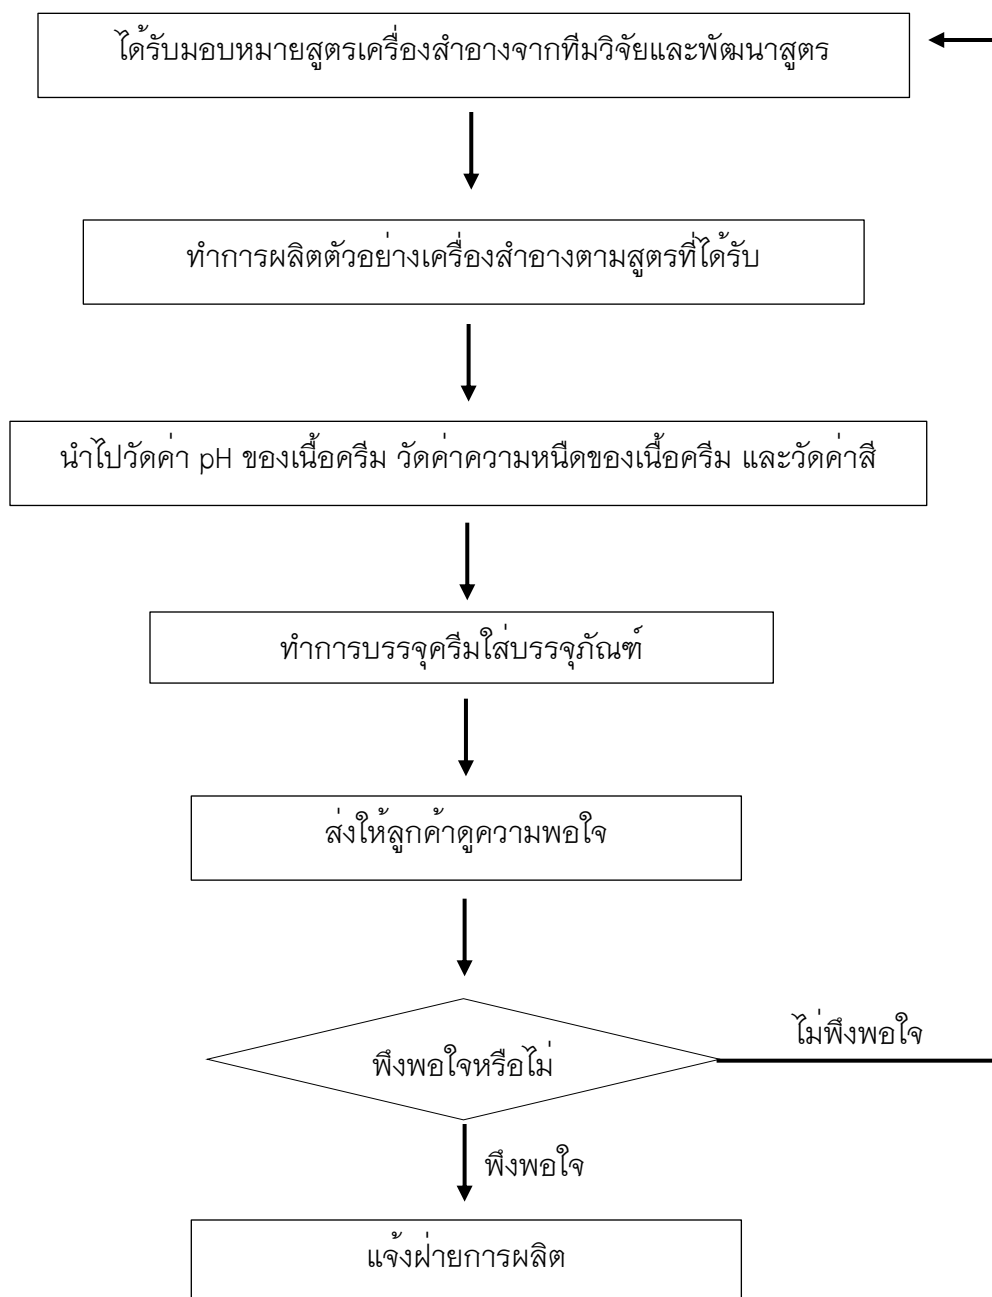 ได้รับมอบหมายสูตรเครื่องสำอางจากทีมวิจัยและพัฒนาสูตร
ทำการผลิตตัวอย่างเครื่องสำอางตามสูตรที่ได้รับ
นำไปวัดค่า pH ของเนื้อครีม วัดค่าความหนืดของเนื้อครีม และวัดค่าสี
ทำการบรรจุครีมใส่บรรจุภัณฑ์
ส่งให้ลูกค้าดูความพอใจ
ไม่พึงพอใจ
พึงพอใจหรือไม่
พึงพอใจ
แจ้งฝ่ายการผลิต